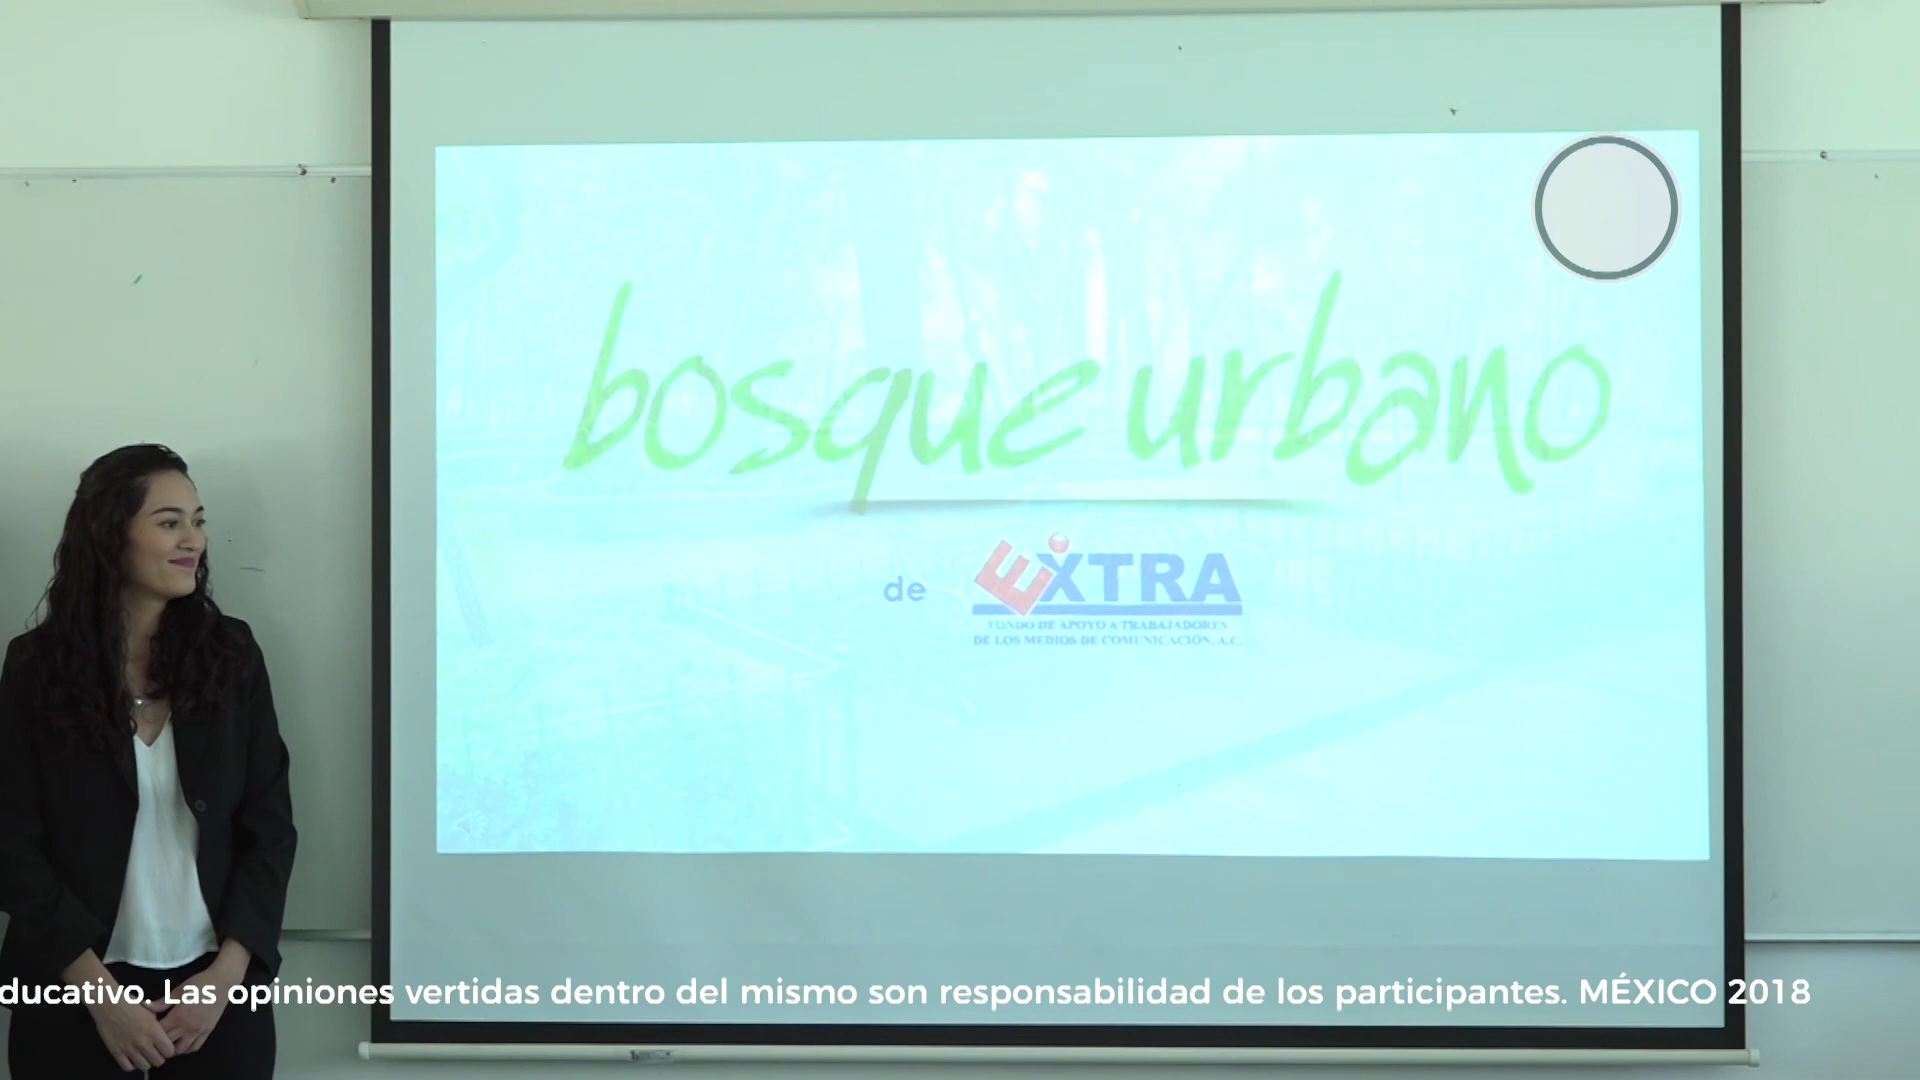 bosque urbano
de EXTRA
FONDO DE APOYO A TRABAJADORES
DE LOS MEDIOS DE COMUNICACIÓN, A.C.
ducativo. Las opiniones vertidas dentro del mismo son responsabilidad de los participantes. MÉXICO 2018